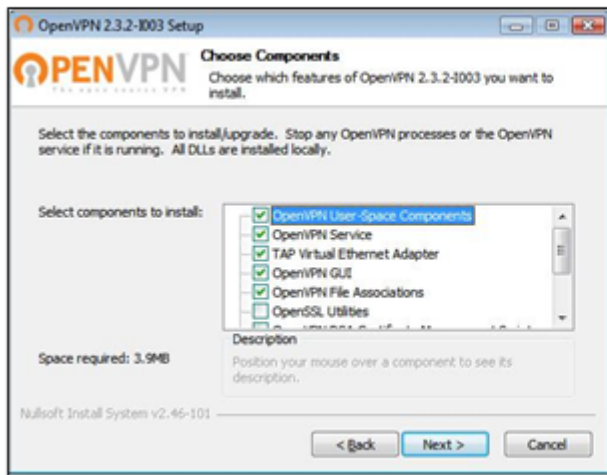 OpenVPN 2.3.2-I003 Setup
OPENVPN
The open source VPN
Choose Components
Choose which features of OpenVPN 2.3.2-I003 you want to
install.
Select the components to install/upgrade. Stop any OpenVPN processes or the OpenVPN
service if it is running. All DLLs are installed locally.
Select components to install:
OpenVPN User-Space Components
OpenVPN Service
TAP Virtual Ethernet Adapter
OpenVPN GUI
OpenVPN File Associations
OpenSSL Utilities
Space required: 3.9MB
Description
Position your mouse over a component to see its
description.
Nullsoft Install System v2.46-101
< Back
Next >
Cancel